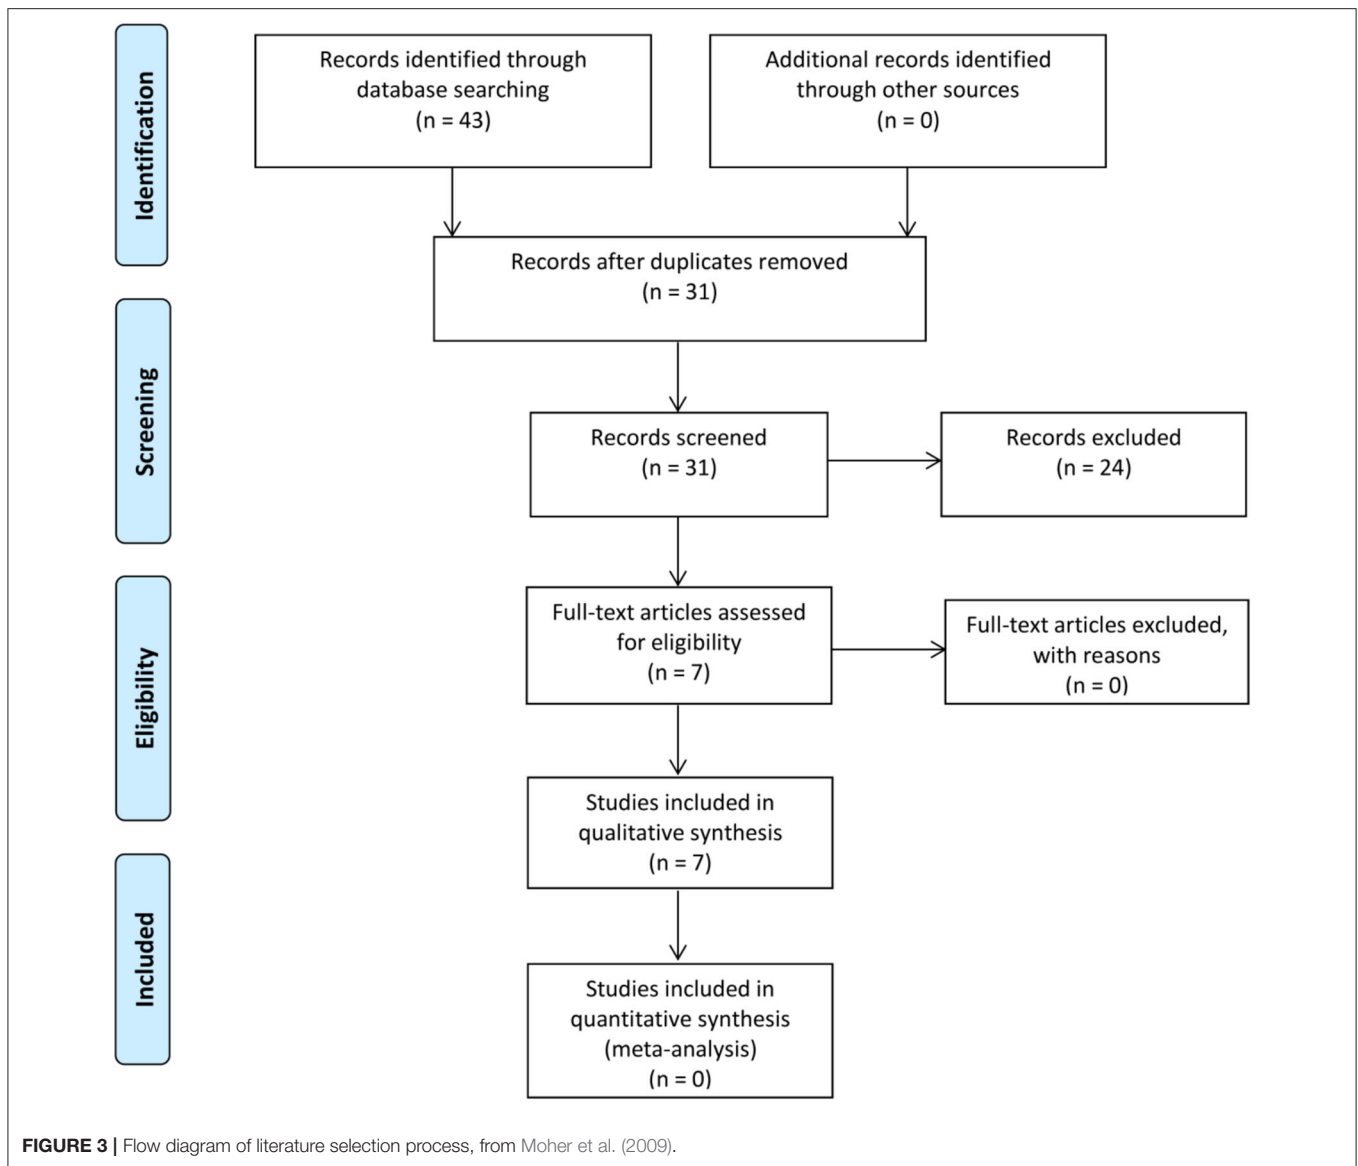 Identification
Records identified through
database searching
(n = 43)
Additional records identified
through other sources
(n = 0)
Records after duplicates removed
(n = 31)
Screening
Records screened
(n = 31)
Records excluded
(n = 24)
Eligibility
Full-text articles assessed
for eligibility
(n = 7)
Full-text articles excluded,
with reasons
(n = 0)
Studies included in
qualitative synthesis
(n = 7)
Included
Studies included in
quantitative synthesis
(meta-analysis)
(n = 0)
FIGURE 3 | Flow diagram of literature selection process, from Moher et al. (2009).